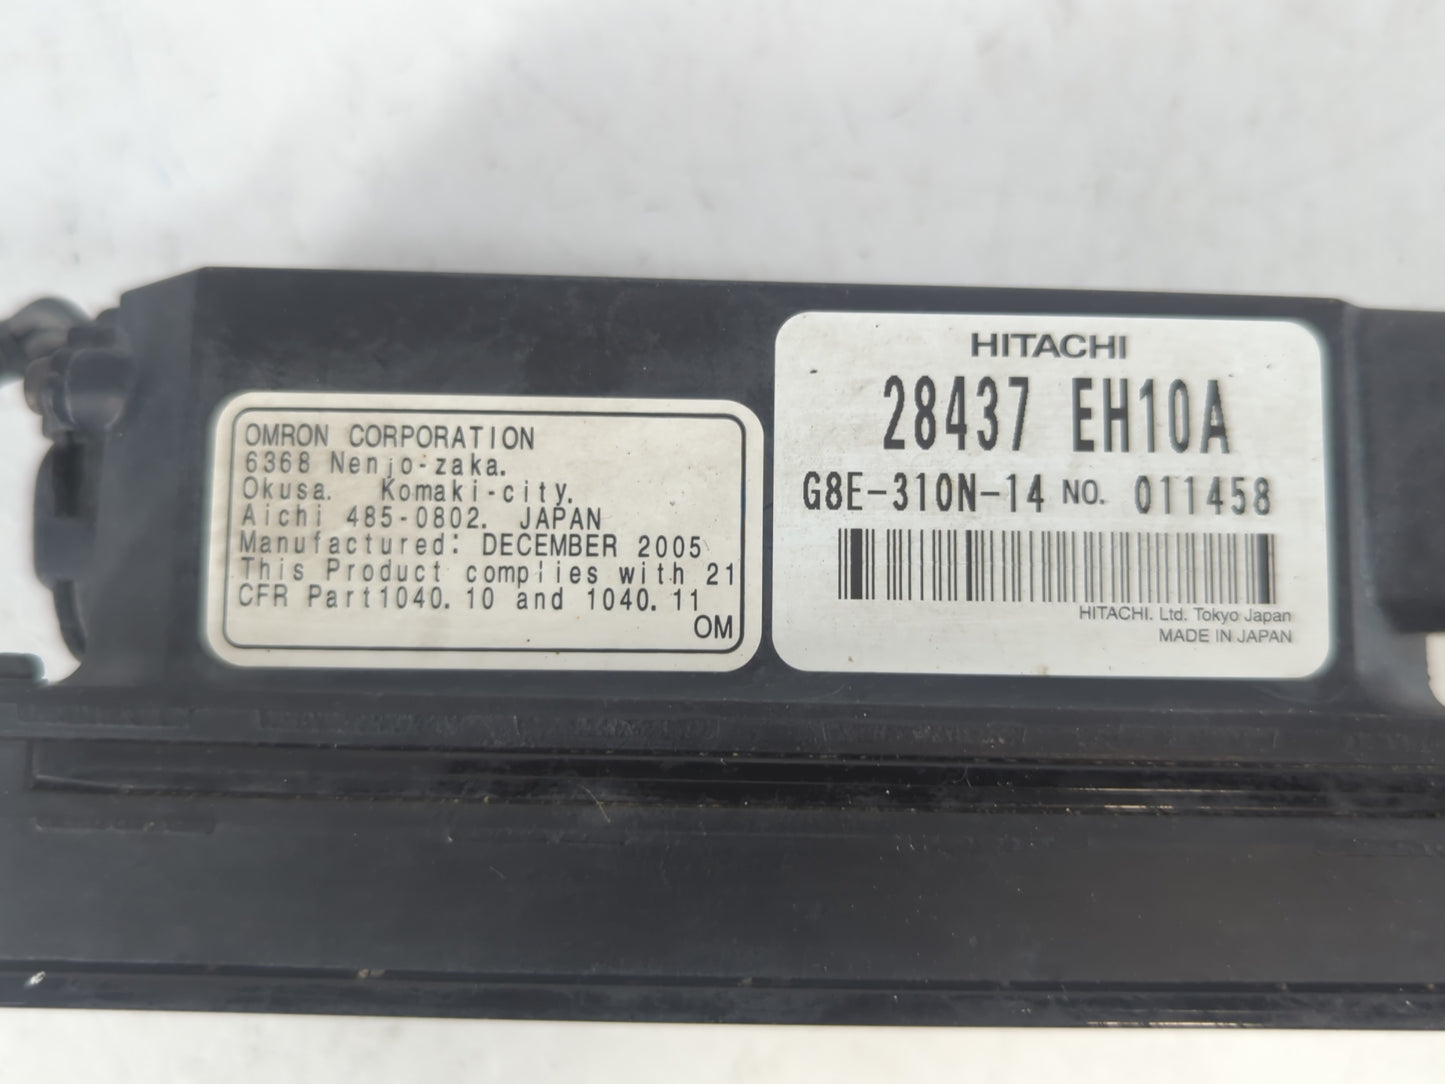 OMRON CORPORATION
6368 Nenjo-zaka.
Okusa. Komaki-city.
Aichi 485-0802. JAPAN
Manufactured: DECEMBER 2005
This Product complies with 21
CFR Part1040.10 and 1040.11
OM
HITACHI
28437 EH10A
G8E-310N-14 NO. 011458
HITACHI. Ltd. Tokyo Japan
MADE IN JAPAN